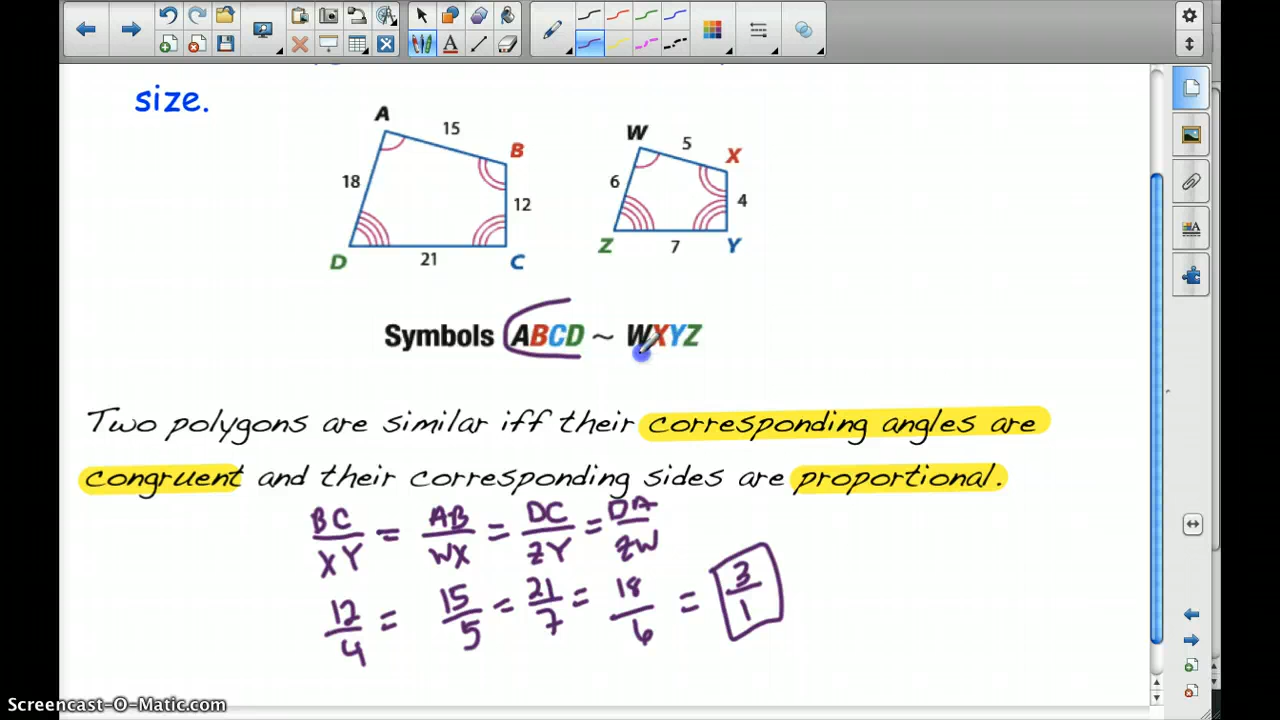 size.
A 15 B
18 12
D 21 C
W 5 X
6 4
Z 7 Y
Symbols ABCD ~ WXYZ
Two polygons are similar iff their corresponding angles are
congruent and their corresponding sides are proportional.
BC/XY = AB/WX = DC/ZY = DA/ZW
12/4 = 15/5 = 21/7 = 18/6 = 3/1
Screencast-O-Matic.com